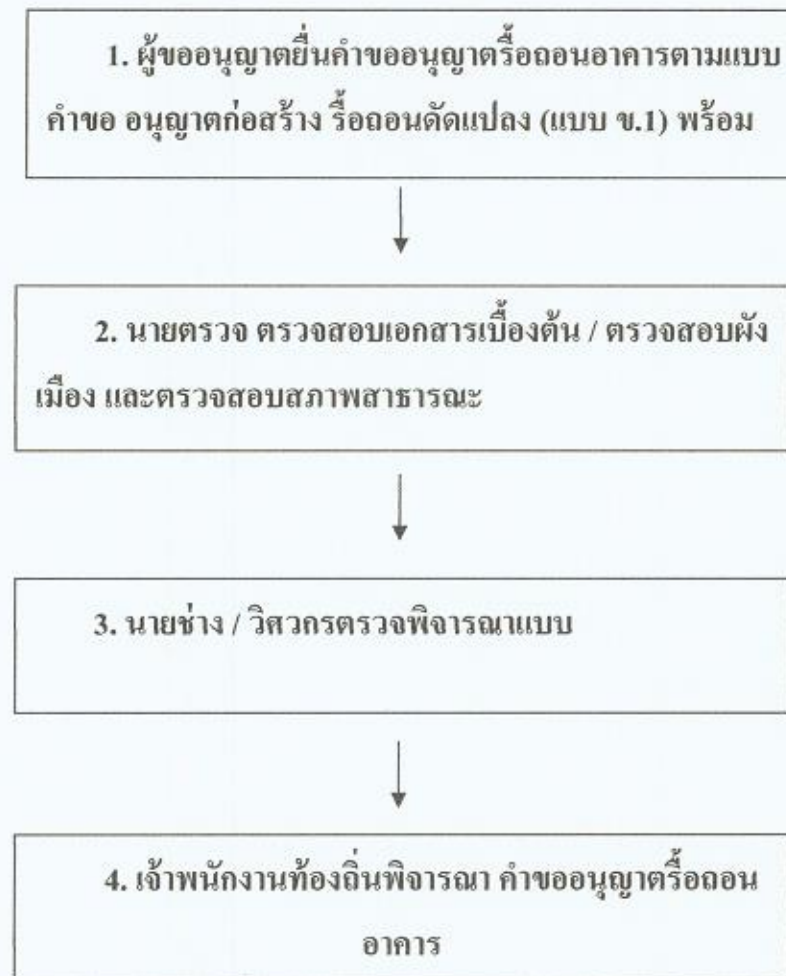 1. ผู้ขออนุญาตยื่นคำขออนุญาตรื้อถอนอาคารตามแบบ
คำขอ อนุญาตก่อสร้าง รื้อถอนดัดแปลง (แบบ ข.1) พร้อม
2. นายตรวจ ตรวจสอบเอกสารเบื้องต้น / ตรวจสอบผัง
เมือง และตรวจสอบสภาพสาธารณะ
3. นายช่าง / วิศวกรตรวจพิจารณาแบบ
4. เจ้าพนักงานท้องถิ่นพิจารณา คำขออนุญาตรื้อถอน
อาคาร